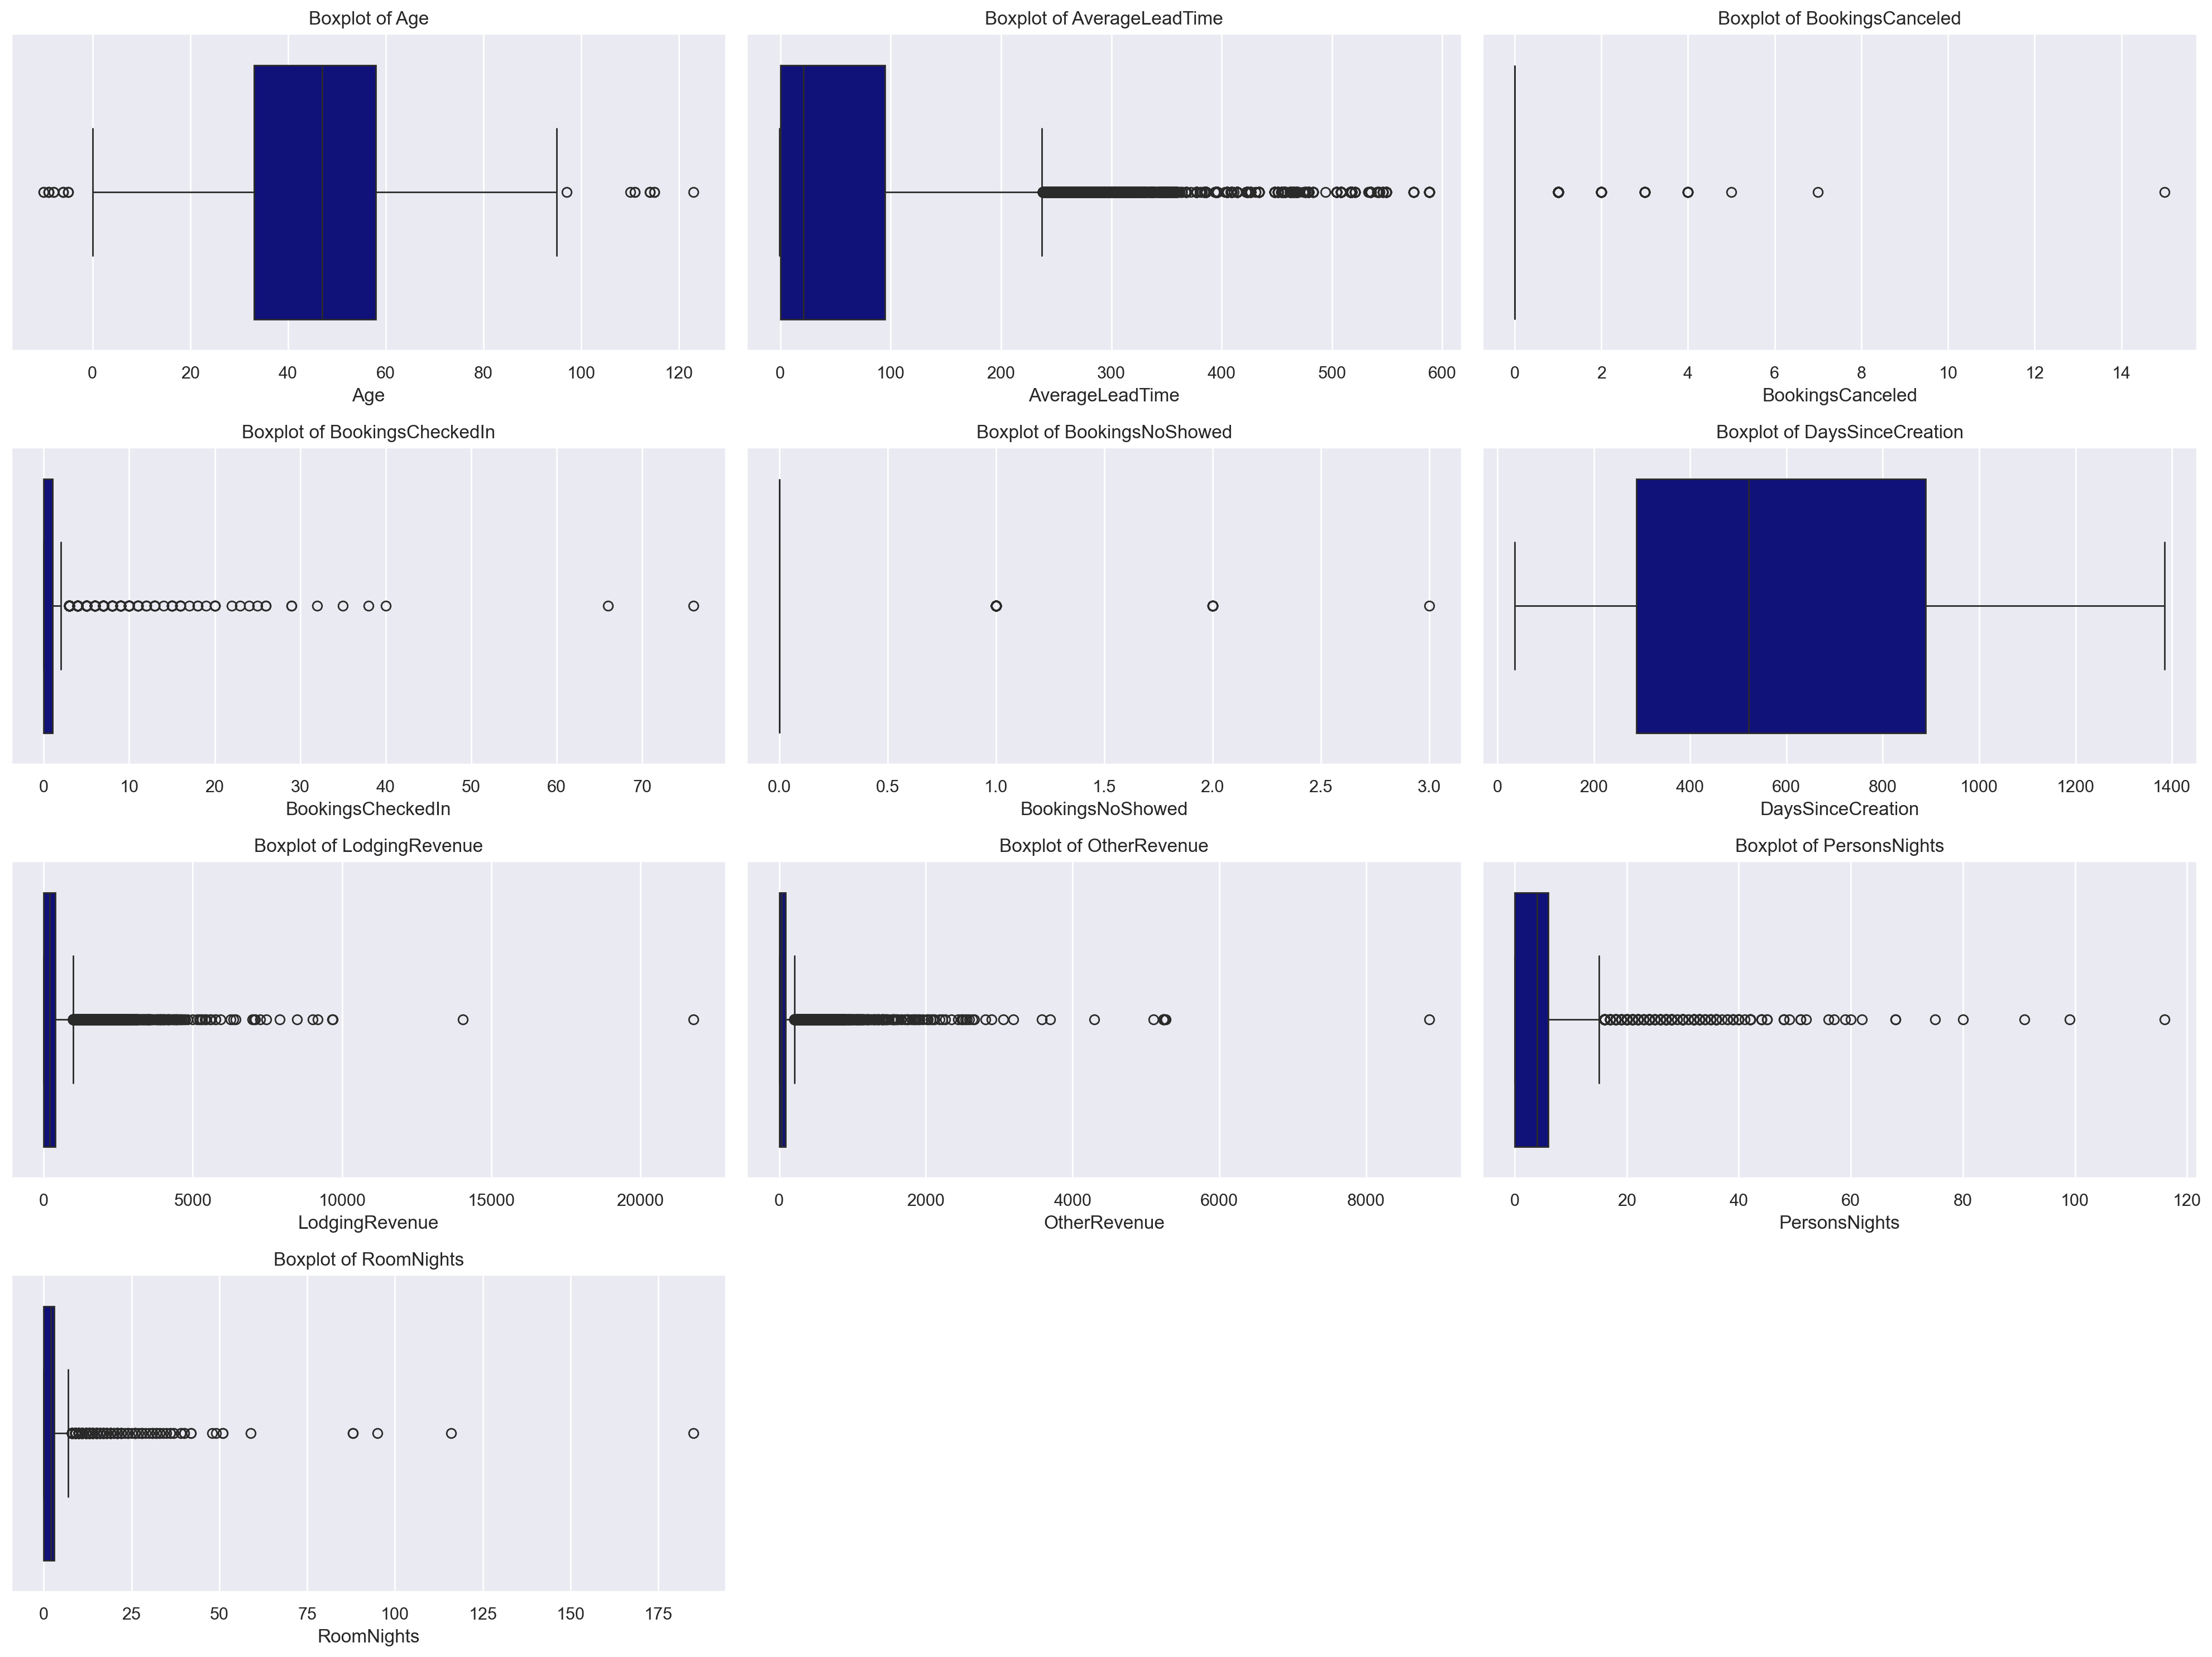 Boxplot of Age
Boxplot of AverageLeadTime
Boxplot of BookingsCanceled
0 20 40 60 80 100 120
0 100 200 300 400 500 600
0 2 4 6 8 10 12 14
Age
AverageLeadTime
BookingsCanceled
Boxplot of BookingsCheckedIn
Boxplot of BookingsNoShowed
Boxplot of DaysSinceCreation
0 10 20 30 40 50 60 70
0.0 0.5 1.0 1.5 2.0 2.5 3.0
0 200 400 600 800 1000 1200 1400
BookingsCheckedIn
BookingsNoShowed
DaysSinceCreation
Boxplot of LodgingRevenue
Boxplot of OtherRevenue
Boxplot of PersonsNights
0 5000 10000 15000 20000
0 2000 4000 6000 8000
0 20 40 60 80 100 120
LodgingRevenue
OtherRevenue
PersonsNights
Boxplot of RoomNights
0 25 50 75 100 125 150 175
RoomNights